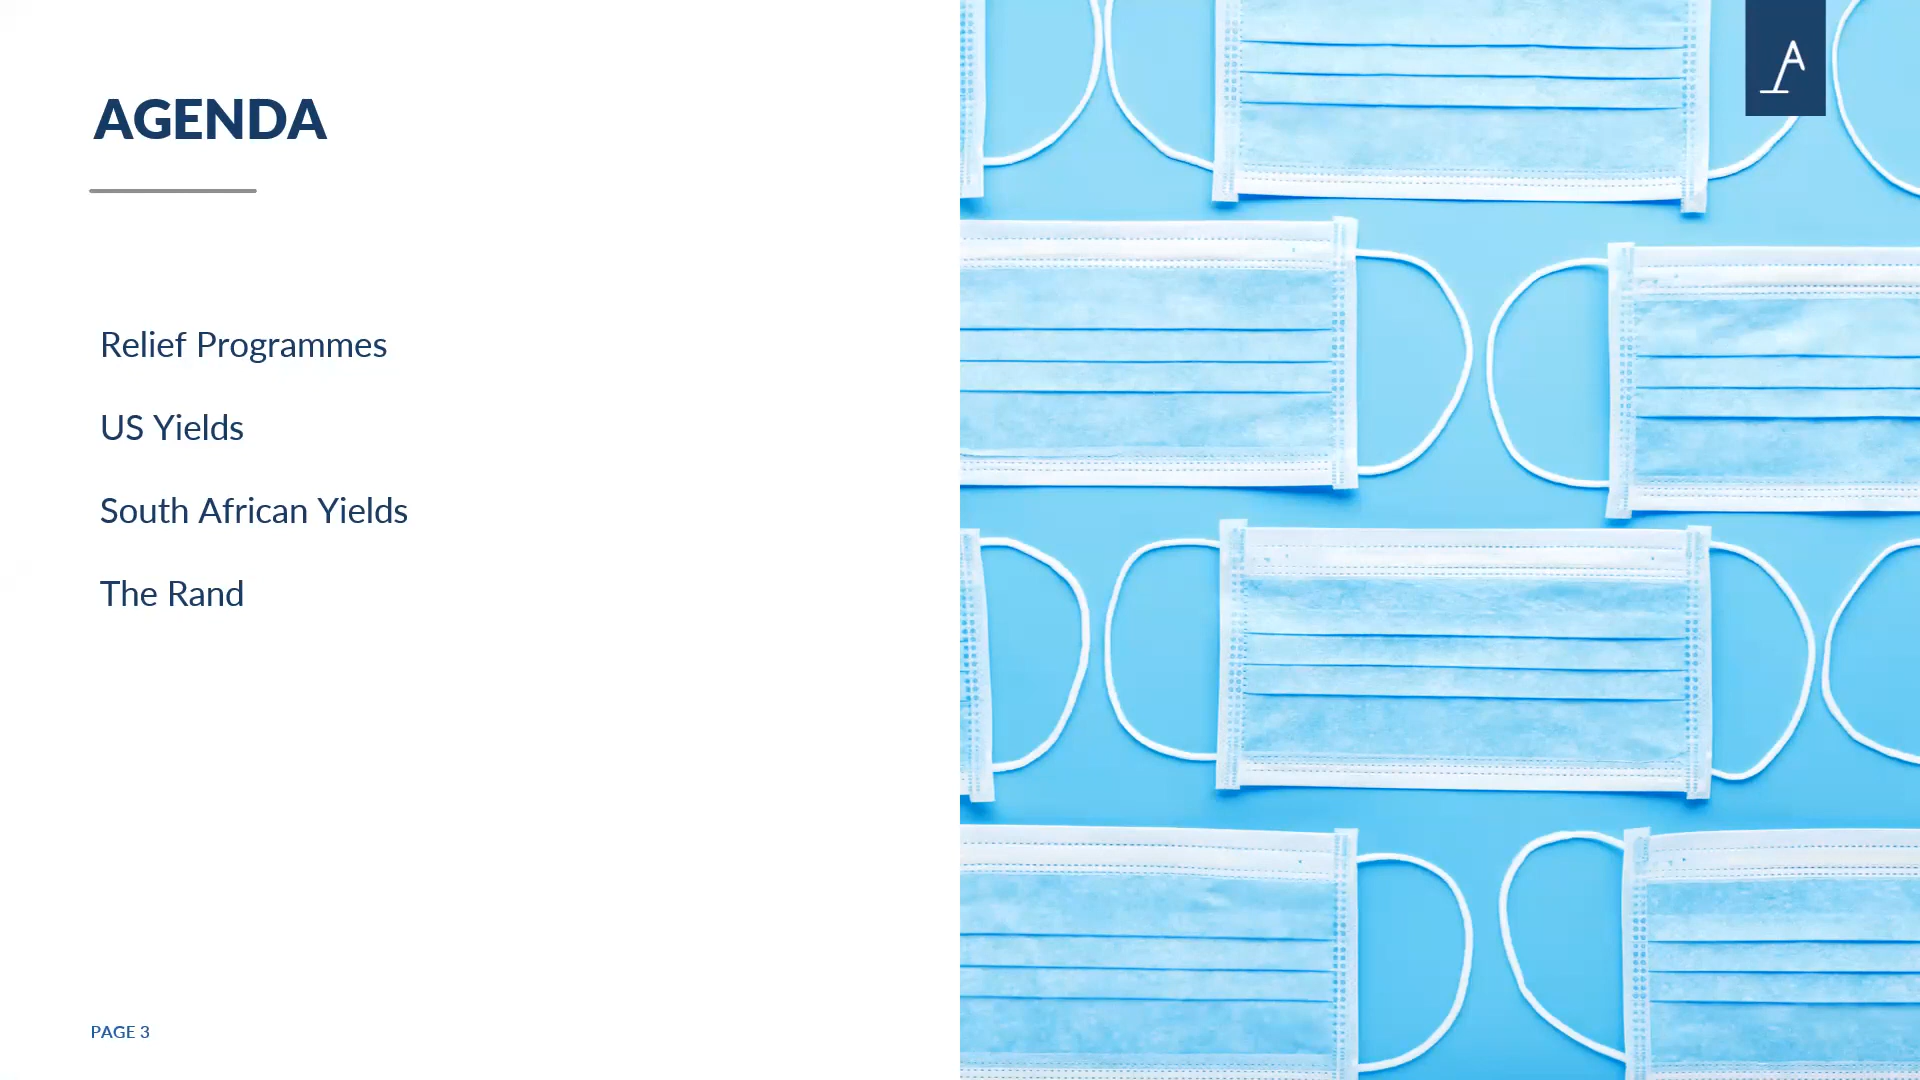 AGENDA
Relief Programmes
US Yields
South African Yields
The Rand
PAGE 3